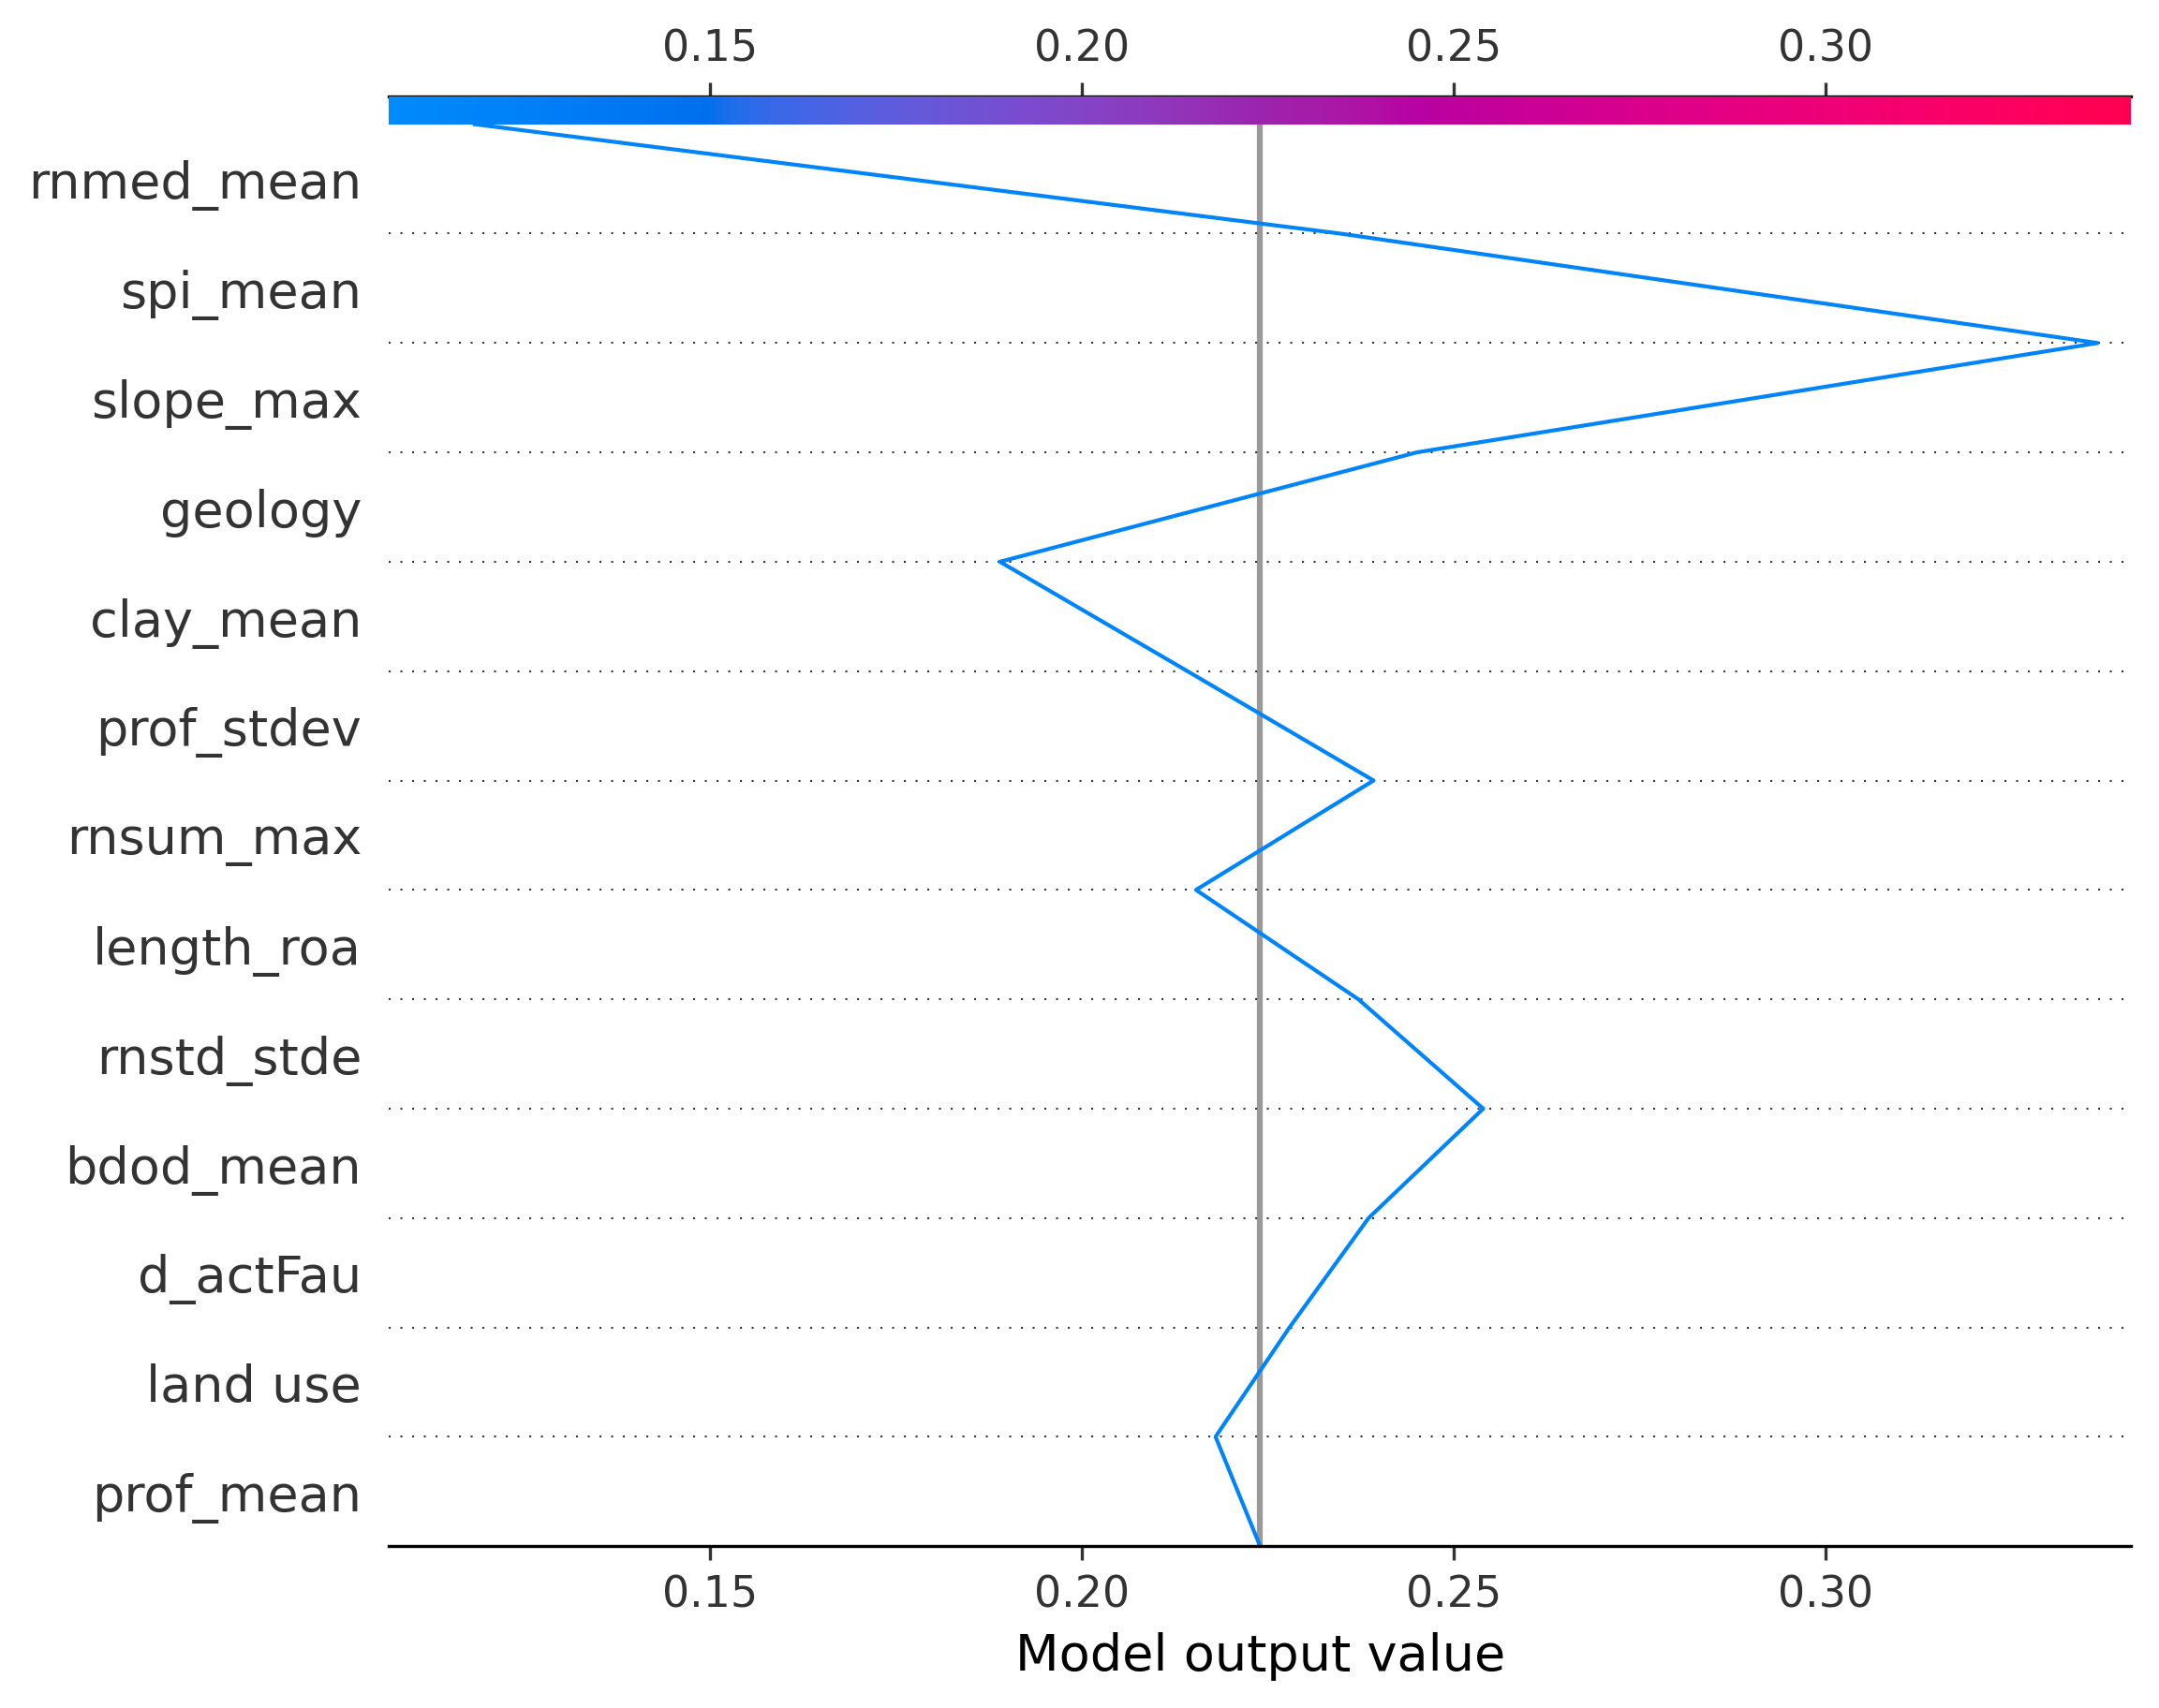 0.15 0.20 0.25 0.30
rnmed_mean
spi_mean
slope_max
geology
clay_mean
prof_stdev
rnsum_max
length_roa
rnstd_stde
bdod_mean
d_actFau
land use
prof_mean
0.15 0.20 0.25 0.30
Model output value